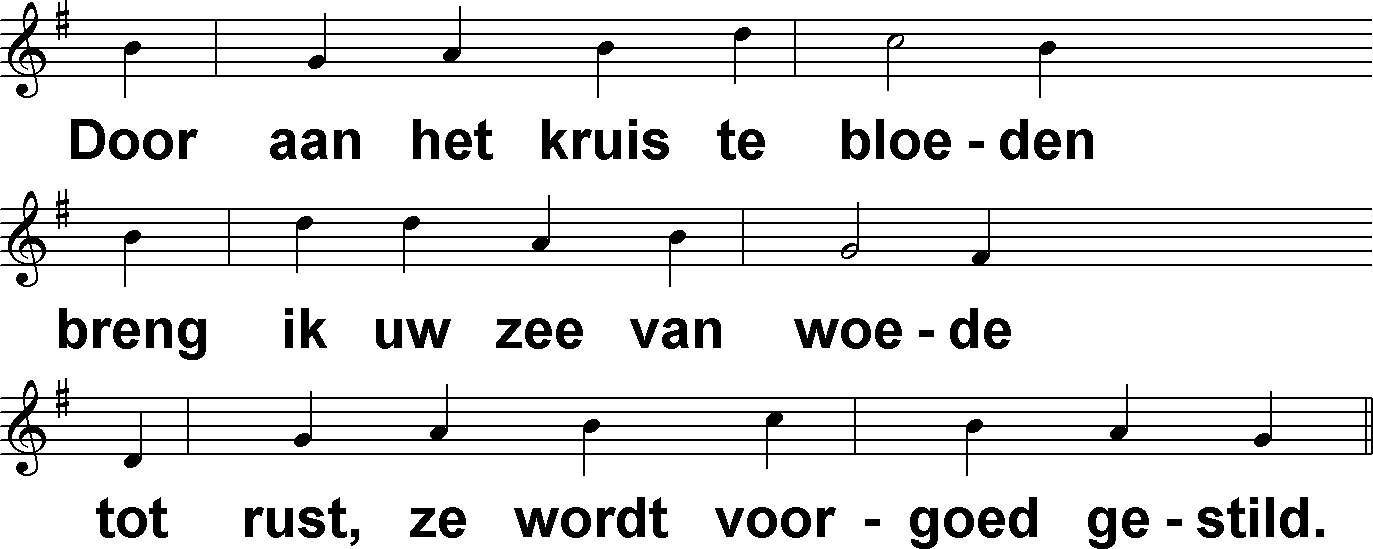 Door aan het kruis te bloe - den
breng ik uw zee van woe - de
tot rust, ze wordt voor - goed ge - stild.